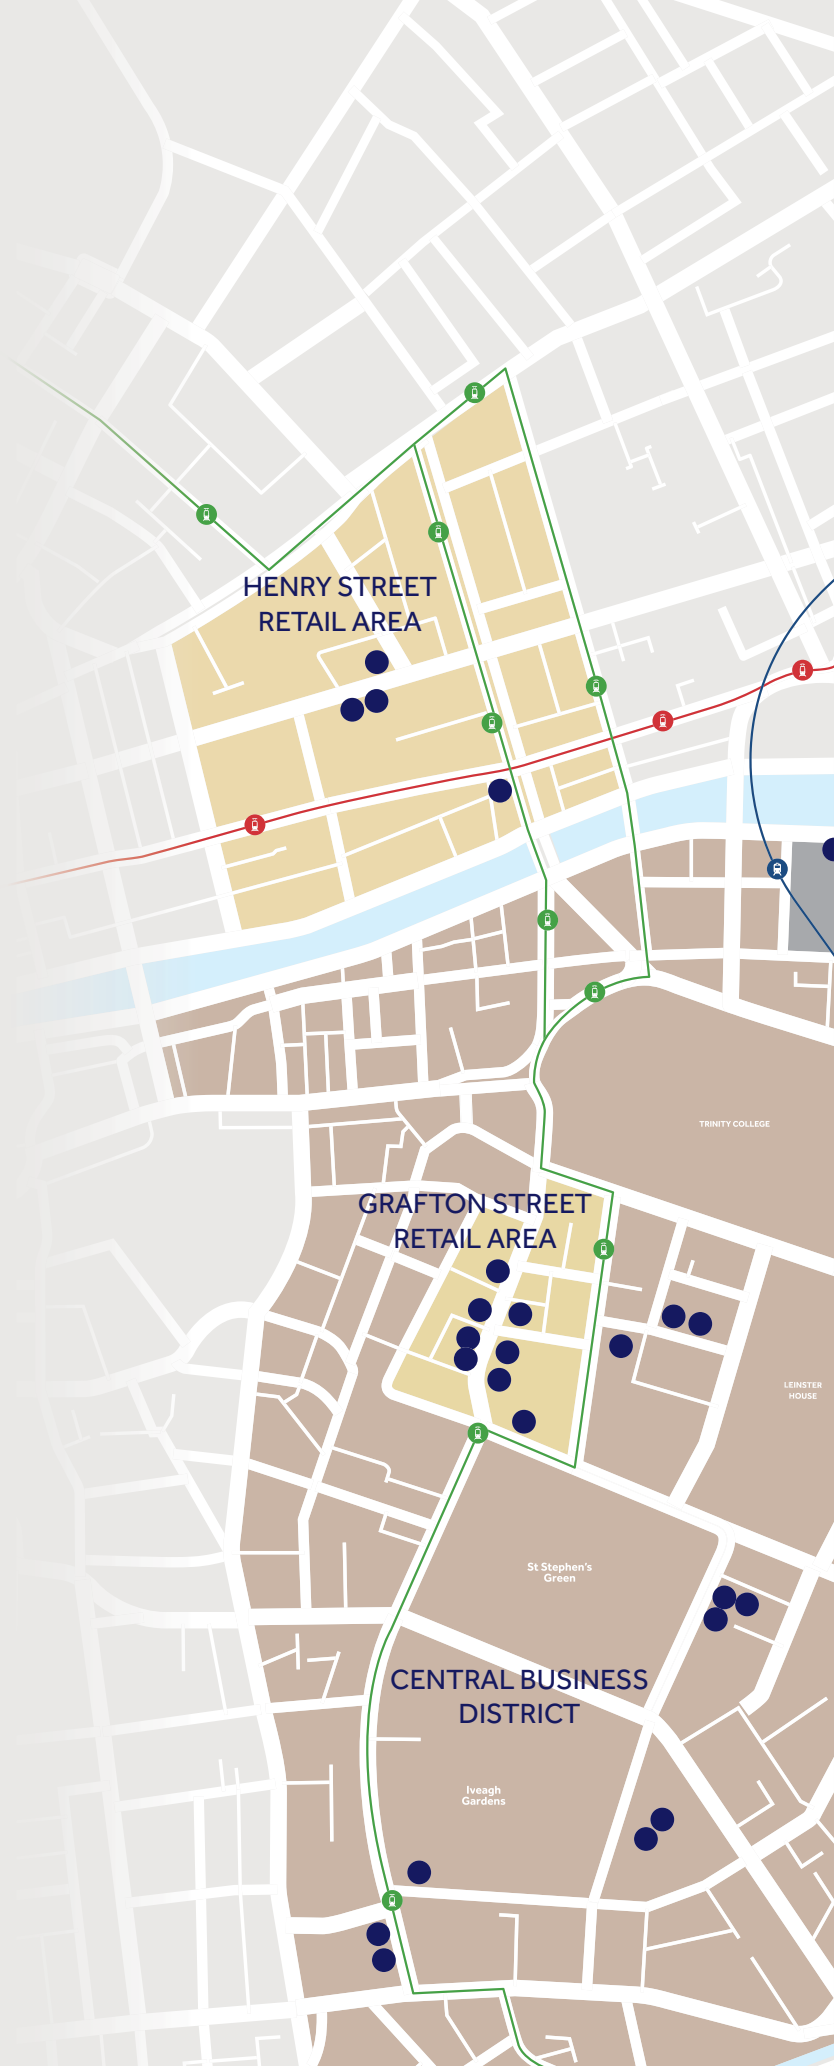 HENRY STREET
RETAIL AREA
TRINITY COLLEGE
GRAFTON STREET
RETAIL AREA
LEINSTER
HOUSE
St Stephen's
Green
CENTRAL BUSINESS
DISTRICT
Iveagh
Gardens